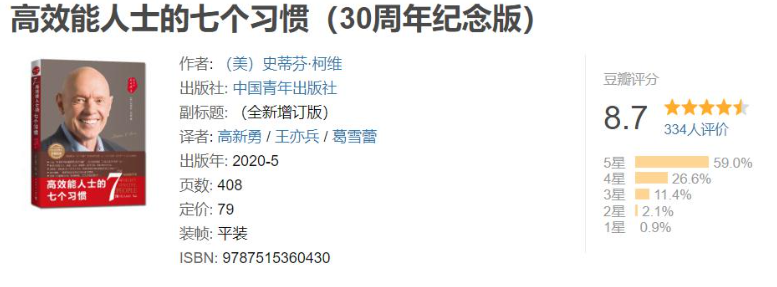 高效能人士的七个习惯（30周年纪念版）
作者: （美）史蒂芬·柯维
出版社: 中国青年出版社
副标题: （全新增订版）
译者: 高新勇 / 王亦兵 / 葛雪蕾
出版年: 2020-5
页数: 408
定价: 79
装帧: 平装
ISBN: 9787515360430
豆瓣评分
8.7
334人评价
5星 59.0%
4星 26.6%
3星 11.4%
2星 2.1%
1星 0.9%
高效能人士的
七个习惯
7